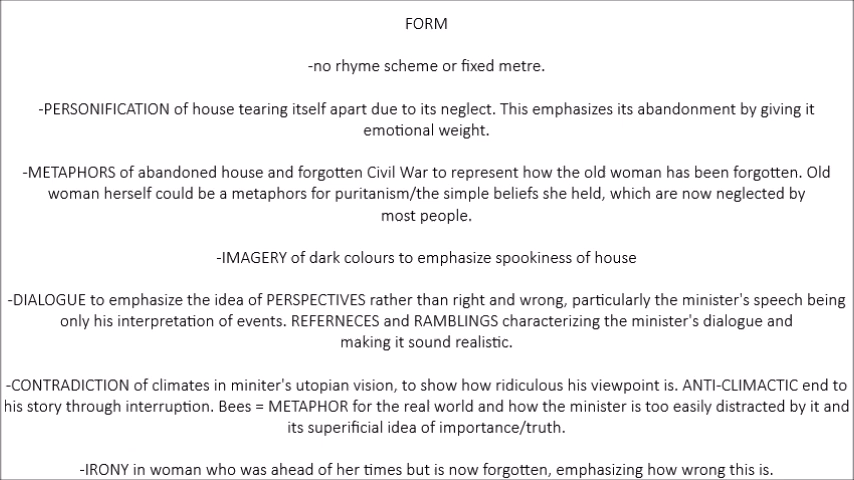 FORM
-no rhyme scheme or fixed metre.
-PERSONIFICATION of house tearing itself apart due to its neglect. This emphasizes its abandonment by giving it
emotional weight.
-METAPHORS of abandoned house and forgotten Civil War to represent how the old woman has been forgotten. Old
woman herself could be a metaphors for puritanism/the simple beliefs she held, which are now neglected by
most people.
-IMAGERY of dark colours to emphasize spookiness of house
-DIALOGUE to emphasize the idea of PERSPECTIVES rather than right and wrong, particularly the minister's speech being
only his interpretation of events. REFERNECES and RAMBLINGS characterizing the minister's dialogue and
making it sound realistic.
-CONTRADICTION of climates in miniter's utopian vision, to show how ridiculous his viewpoint is. ANTI-CLIMACTIC end to
his story through interruption. Bees = METAPHOR for the real world and how the minister is too easily distracted by it and
its superificial idea of importance/truth.
-IRONY in woman who was ahead of her times but is now forgotten, emphasizing how wrong this is.